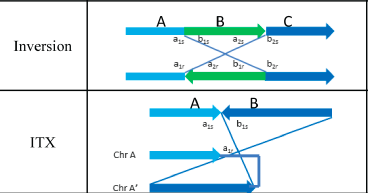 Inversion
A B C
a1s b1s a2s b2s
a1r a2r b1r b2r
ITX
A B
a1s b1s
Chr A a1r
Chr A’